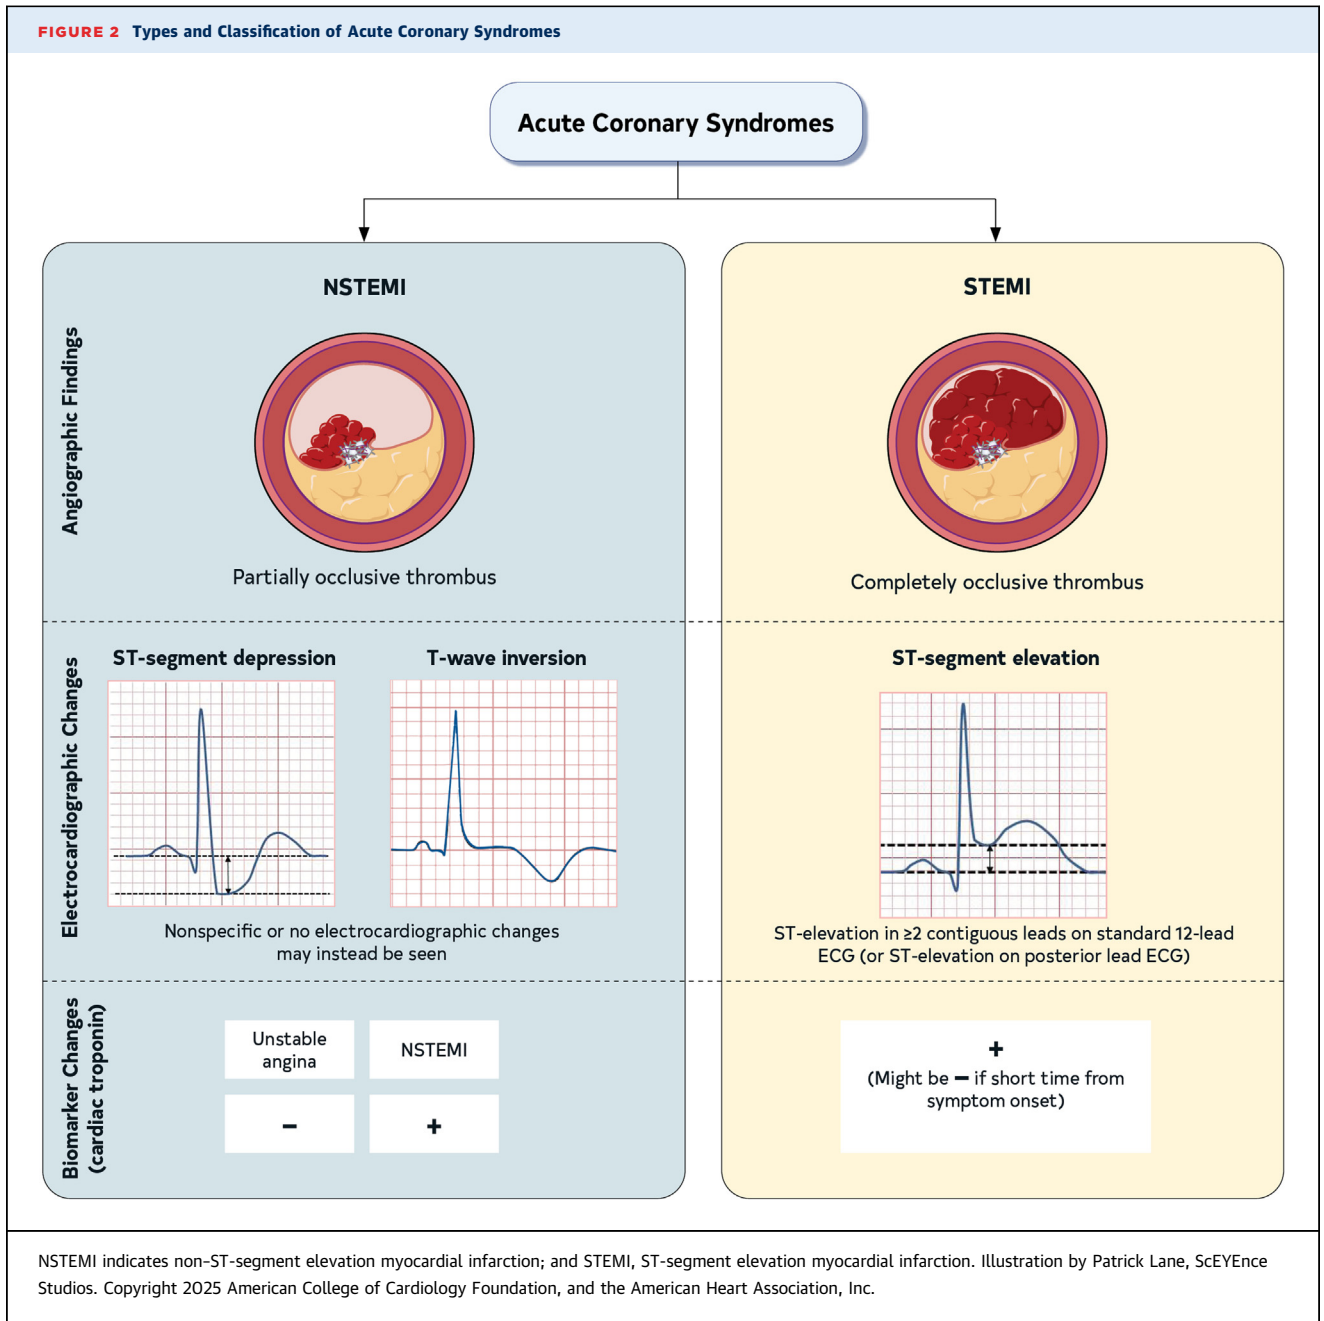 FIGURE 2 Types and Classification of Acute Coronary Syndromes
Acute Coronary Syndromes
NSTEMI
STEMI
Angiographic Findings
Partially occlusive thrombus
Completely occlusive thrombus
Electrocardiographic Changes
ST-segment depression
T-wave inversion
ST-segment elevation
Nonspecific or no electrocardiographic changes
may instead be seen
ST-elevation in ≥2 contiguous leads on standard 12-lead
ECG (or ST-elevation on posterior lead ECG)
Biomarker Changes
(cardiac troponin)
Unstable
angina
NSTEMI
–
+
+
(Might be – if short time from
symptom onset)
NSTEMI indicates non–ST-segment elevation myocardial infarction; and STEMI, ST-segment elevation myocardial infarction. Illustration by Patrick Lane, ScEYEnce
Studios. Copyright 2025 American College of Cardiology Foundation, and the American Heart Association, Inc.